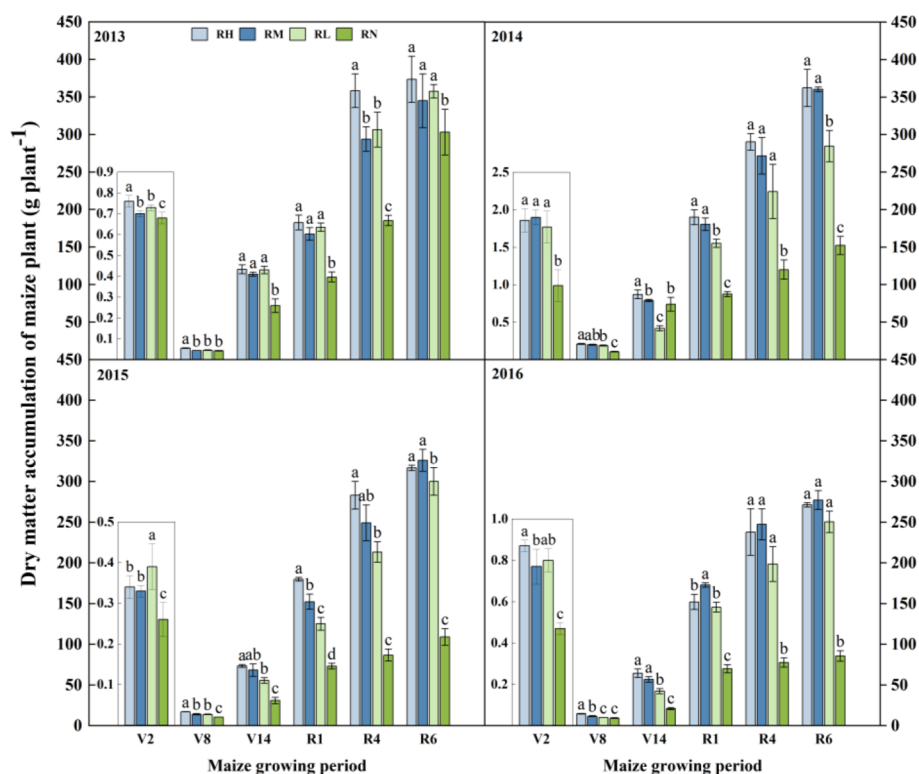 Dry matter accumulation of maize plant (g plant⁻¹)
2013
RH RM RL RN
450
400
350
300
250
200
150
100
50
0.9
0.8
0.7
0.6
0.5
0.4
0.3
0.2
0.1
a b b c
a b b b
a a a b
a a a b
a b b c
a a a b
2014
450
400
350
300
250
200
150
100
50
2.5
2.0
1.5
1.0
0.5
a a a b
a ab b c
a b c b
a a b c
a a a b
a a b c
2015
450
400
350
300
250
200
150
100
50
0
0.5
0.4
0.3
0.2
0.1
b b a c
a b b c
a ab b c
a b c d
a ab b c
a a b c
V2 V8 V14 R1 R4 R6
Maize growing period
2016
450
400
350
300
250
200
150
100
50
0
1.0
0.8
0.6
0.4
0.2
a b ab c
a b c c
a a b c
b a b c
a a a b
a a a b
V2 V8 V14 R1 R4 R6
Maize growing period